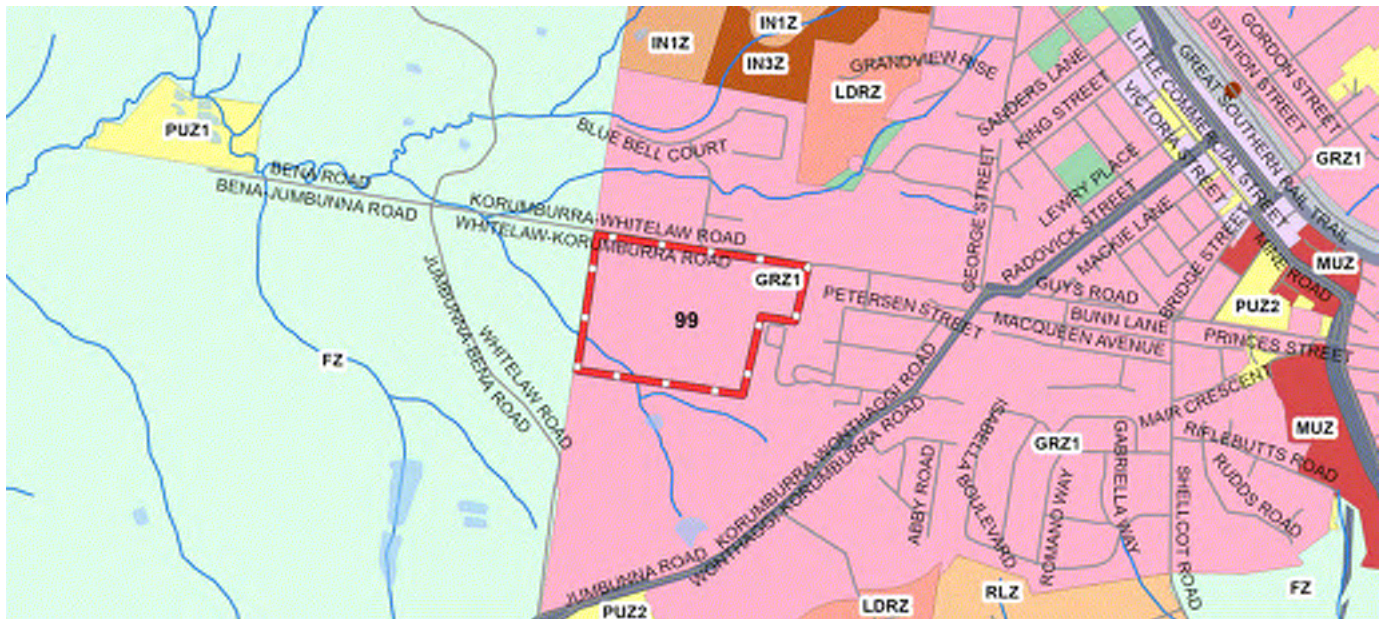 IN1Z
IN1Z
IN3Z
LDRZ
GRANDVIEW RISE
SANDERS LANE
KING STREET
LITTLE COMMERCIAL STREET
GREAT SOUTHERN RAIL TRAIL
STATION STREET
GORDON STREET
VICTORIA STREET
GRZ1
PUZ1
BLUE BELL COURT
BENA ROAD
BENA-JUMBUNNA ROAD
KORUMBURRA-WHITELAW ROAD
WHITELAW-KORUMBURRA ROAD
GEORGE STREET
LEWRY PLACE
RADOVICK STREET
MACKIE LANE
BRIDGE STREET
MINE ROAD
MUZ
GRZ1
PETERSEN STREET
GUYS ROAD
BUNN LANE
MACQUEEN AVENUE
PUZ2
PRINCES STREET
99
JUMBUNNA-BENA ROAD
WHITELAW ROAD
FZ
MAIR CRESCENT
MUZ
RIFLEBUTTS ROAD
RUDDS ROAD
GRZ1
ISABELLA BOULEVARD
GABRIELLA WAY
ROMANO WAY
ABBY ROAD
SHELLCOT ROAD
KORUMBURRA-WONTHAGGI ROAD
WONTHAGGI-KORUMBURRA ROAD
JUMBUNNA ROAD
PUZ2
LDRZ
RLZ
FZ